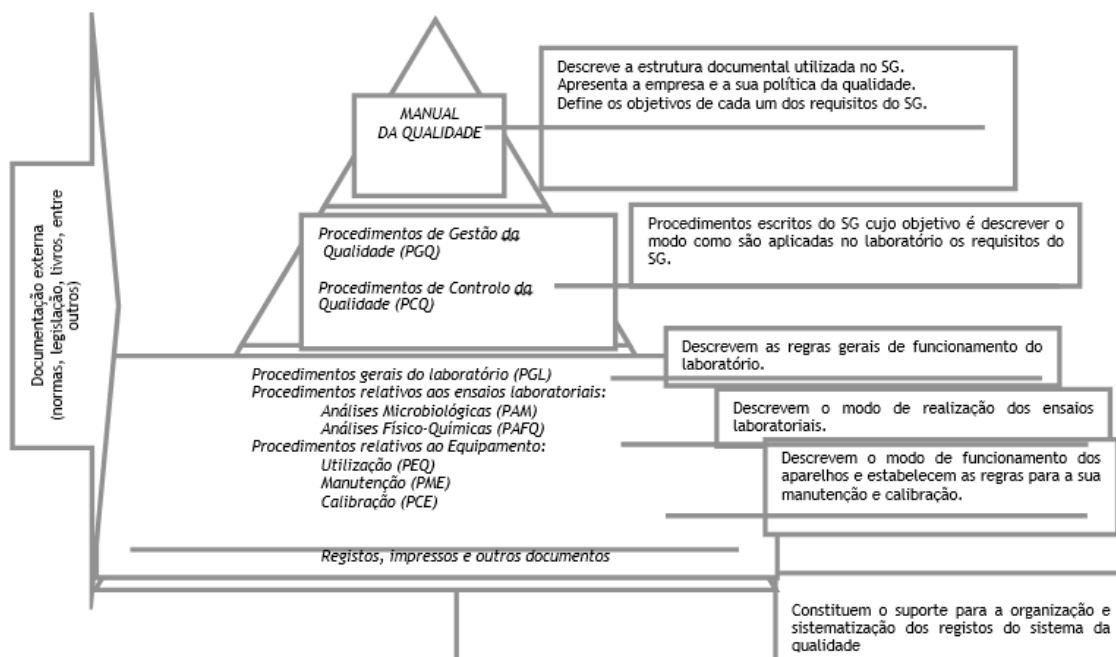 Documentação externa
(normas, legislação, livros, entre
outros)
MANUAL
DA QUALIDADE
Descreve a estrutura documental utilizada no SG.
Apresenta a empresa e a sua política da qualidade.
Define os objetivos de cada um dos requisitos do SG.
Procedimentos de Gestão da
Qualidade (PGQ)
Procedimentos de Controlo da
Qualidade (PCQ)
Procedimentos escritos do SG cujo objetivo é descrever o
modo como são aplicadas no laboratório os requisitos do
SG.
Procedimentos gerais do laboratório (PGL)
Procedimentos relativos aos ensaios laboratoriais:
Análises Microbiológicas (PAM)
Análises Físico-Químicas (PAFQ)
Procedimentos relativos ao Equipamento:
Utilização (PEQ)
Manutenção (PME)
Calibração (PCE)
Descrevem as regras gerais de funcionamento do
laboratório.
Descrevem o modo de realização dos ensaios
laboratoriais.
Descrevem o modo de funcionamento dos
aparelhos e estabelecem as regras para a sua
manutenção e calibração.
Registos, impressos e outros documentos
Constituem o suporte para a organização e
sistematização dos registos do sistema da
qualidade